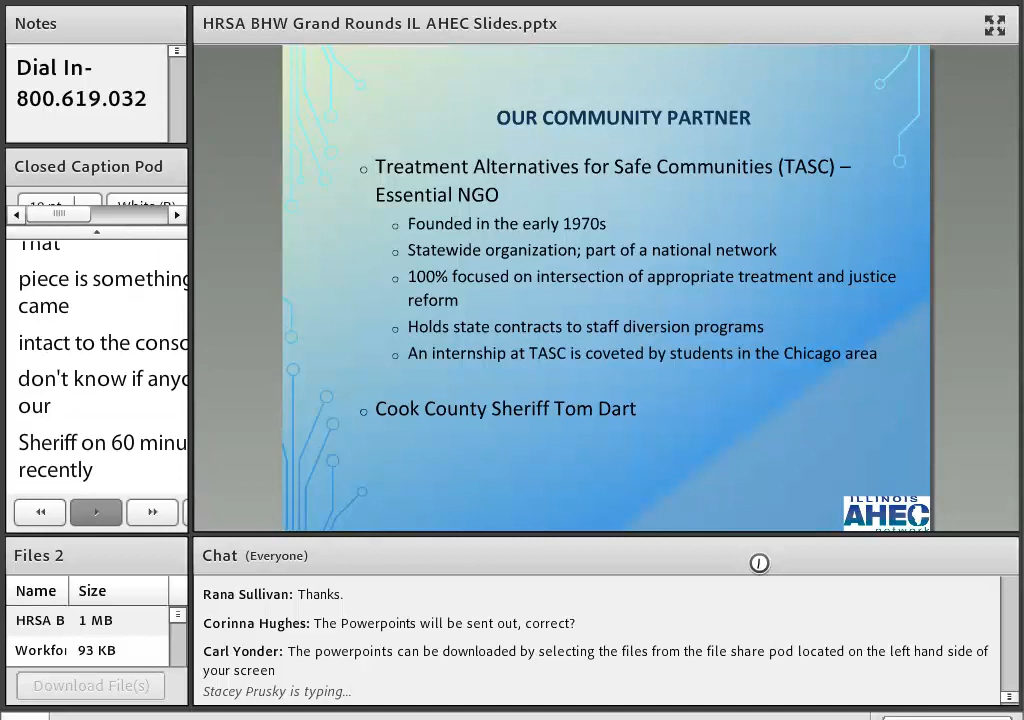 Notes
Dial In-
800.619.032
Closed Caption Pod
piece is something
came
intact to the
don't know if
our
Sheriff on 60
recently
Files 2
Name Size
HRSA B 1 MB
93 KB
Download File(s)
HRSA BHW Grand Rounds IL AHEC Slides.pptx
OUR COMMUNITY PARTNER
Treatment Alternatives for Safe Communities (TASC) –
Essential NGO
Founded in the early 1970s
Statewide organization; part of a national network
100% focused on intersection of appropriate treatment and justice
reform
Holds state contracts to staff diversion programs
An internship at TASC is coveted by students in the Chicago area
Cook County Sheriff Tom Dart
ILLINOIS
AHEC
network
Chat (Everyone)
Rana Sullivan: Thanks.
Corinna Hughes: The Powerpoints will be sent out, correct?
Carl Yonder: The powerpoints can be downloaded by selecting the files from the file share pod located on the left hand side of
your screen
Stacey Prusky is typing...